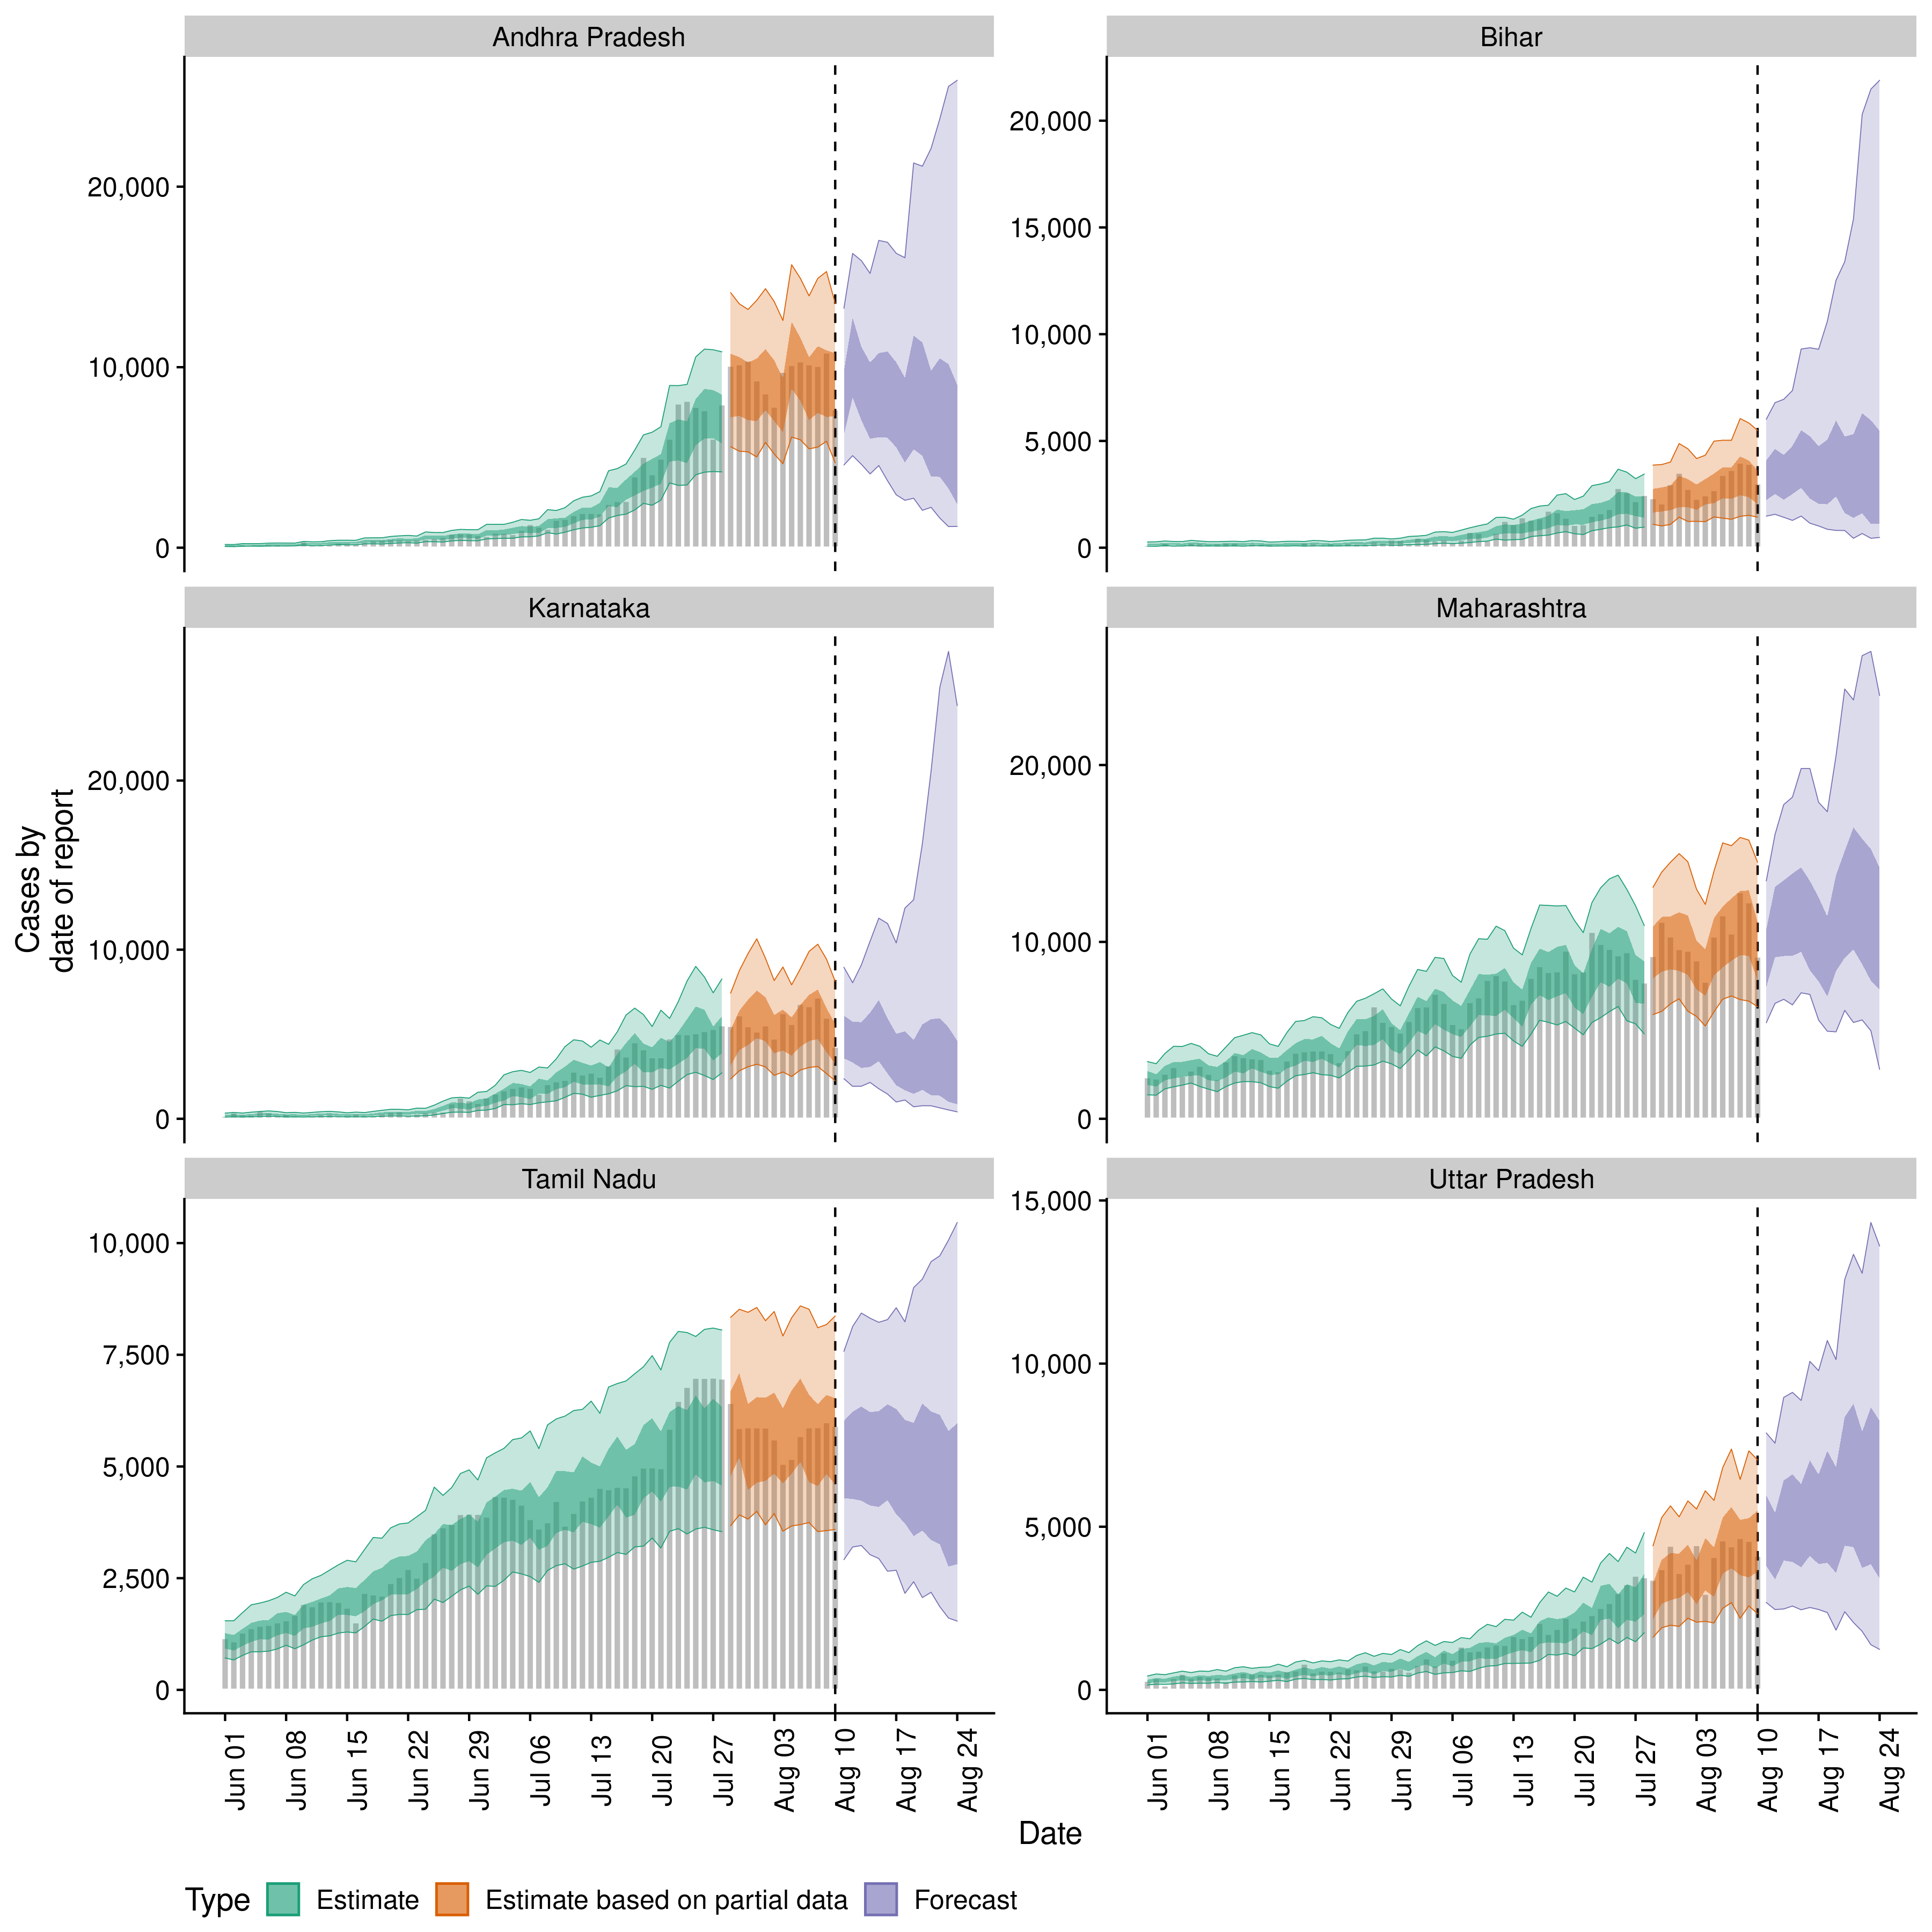 Andhra Pradesh
Bihar
20,000
10,000
0
20,000
15,000
10,000
5,000
0
Karnataka
Maharashtra
20,000
10,000
0
20,000
10,000
0
Tamil Nadu
Uttar Pradesh
10,000
7,500
5,000
2,500
0
15,000
10,000
5,000
0
Cases by
date of report
Jun 01
Jun 08
Jun 15
Jun 22
Jun 29
Jul 06
Jul 13
Jul 20
Jul 27
Aug 03
Aug 10
Aug 17
Aug 24
Jun 01
Jun 08
Jun 15
Jun 22
Jun 29
Jul 06
Jul 13
Jul 20
Jul 27
Aug 03
Aug 10
Aug 17
Aug 24
Date
Type Estimate Estimate based on partial data Forecast